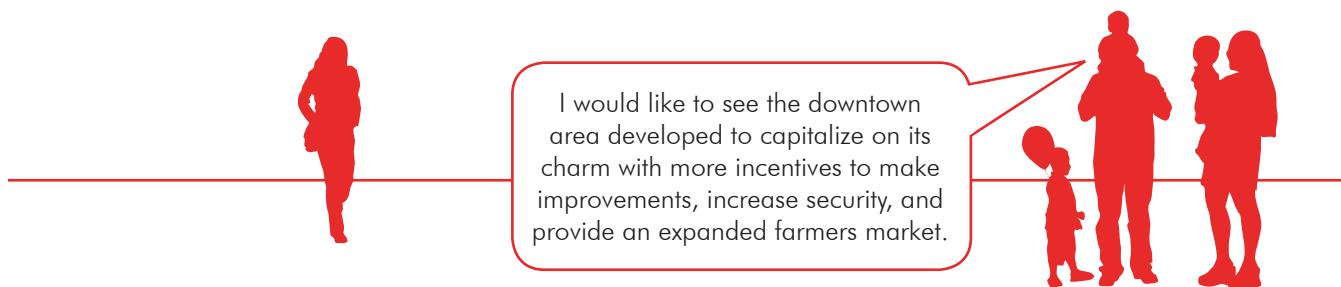 I would like to see the downtown
area developed to capitalize on its
charm with more incentives to make
improvements, increase security, and
provide an expanded farmers market.